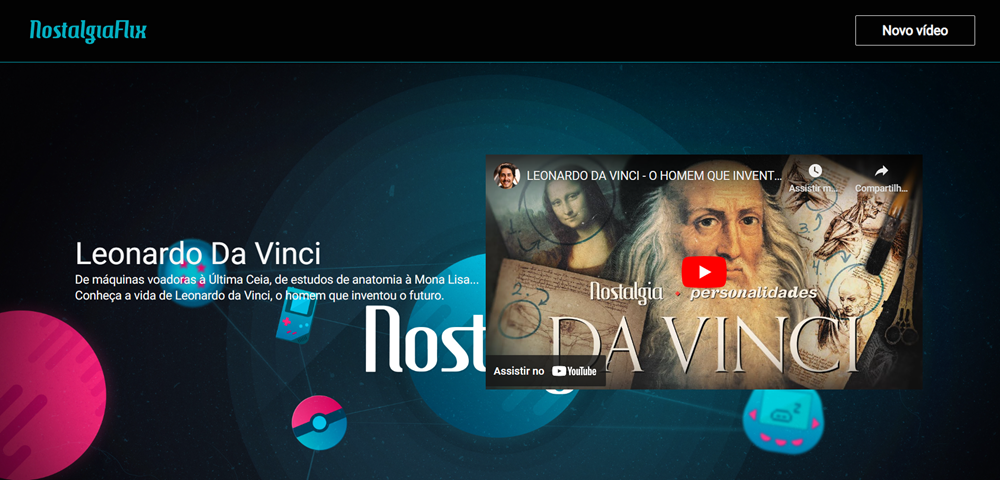 NostalgiaFlix
Novo vídeo
LEONARDO DA VINCI - O HOMEM QUE INVENT...
Assistir m...
Compartilh...
Leonardo Da Vinci
De máquinas voadoras à Última Ceia, de estudos de anatomia à Mona Lisa...
Conheça a vida de Leonardo da Vinci, o homem que inventou o futuro.
Nostalgia personalidades
Nost
DA VINCI
Assistir no YouTube